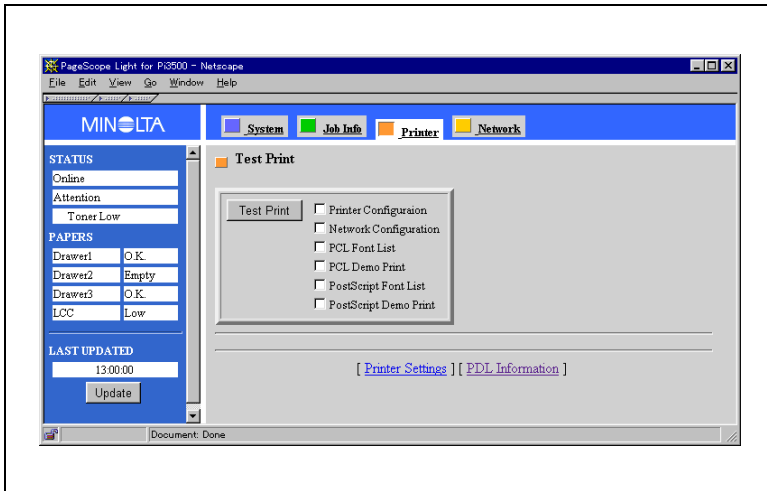 PageScope Light for Pi3500 - Netscape
File Edit View Go Window Help
MINOLTA
System Job Info Printer Network
STATUS
Online
Attention
Toner Low
PAPERS
Drawer1 O.K.
Drawer2 Empty
Drawer3 O.K.
LCC Low
LAST UPDATED
13:00:00
Update
Test Print
Test Print
Printer Configuraion
Network Configuration
PCL Font List
PCL Demo Print
PostScript Font List
PostScript Demo Print
[ Printer Settings ] [ PDL Information ]
Document: Done